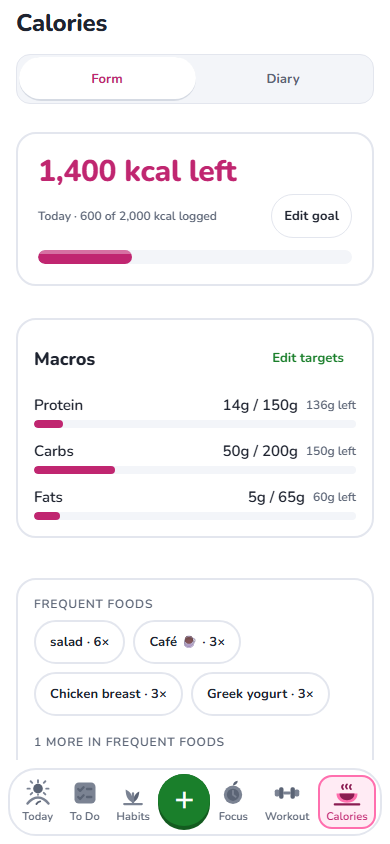 Calories
Form
Diary
1,400 kcal left
Today · 600 of 2,000 kcal logged
Edit goal
Macros
Edit targets
Protein
14g / 150g 136g left
Carbs
50g / 200g 150g left
Fats
5g / 65g 60g left
FREQUENT FOODS
salad · 6×
Café · 3×
Chicken breast · 3×
Greek yogurt · 3×
1 MORE IN FREQUENT FOODS
Today
To Do
Habits
Focus
Workout
Calories